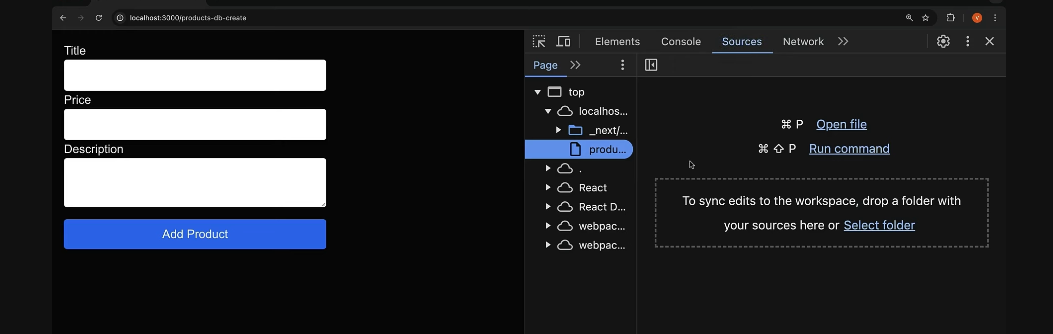 localhost:3000/products-db-create
V
Title
Price
Description
Add Product
Elements Console Sources Network
Page
top
localhos...
_next/...
produ...
.
React
React D...
webpac...
webpac...
⌘ P Open file
⌘ ⇧ P Run command
To sync edits to the workspace, drop a folder with
your sources here or Select folder